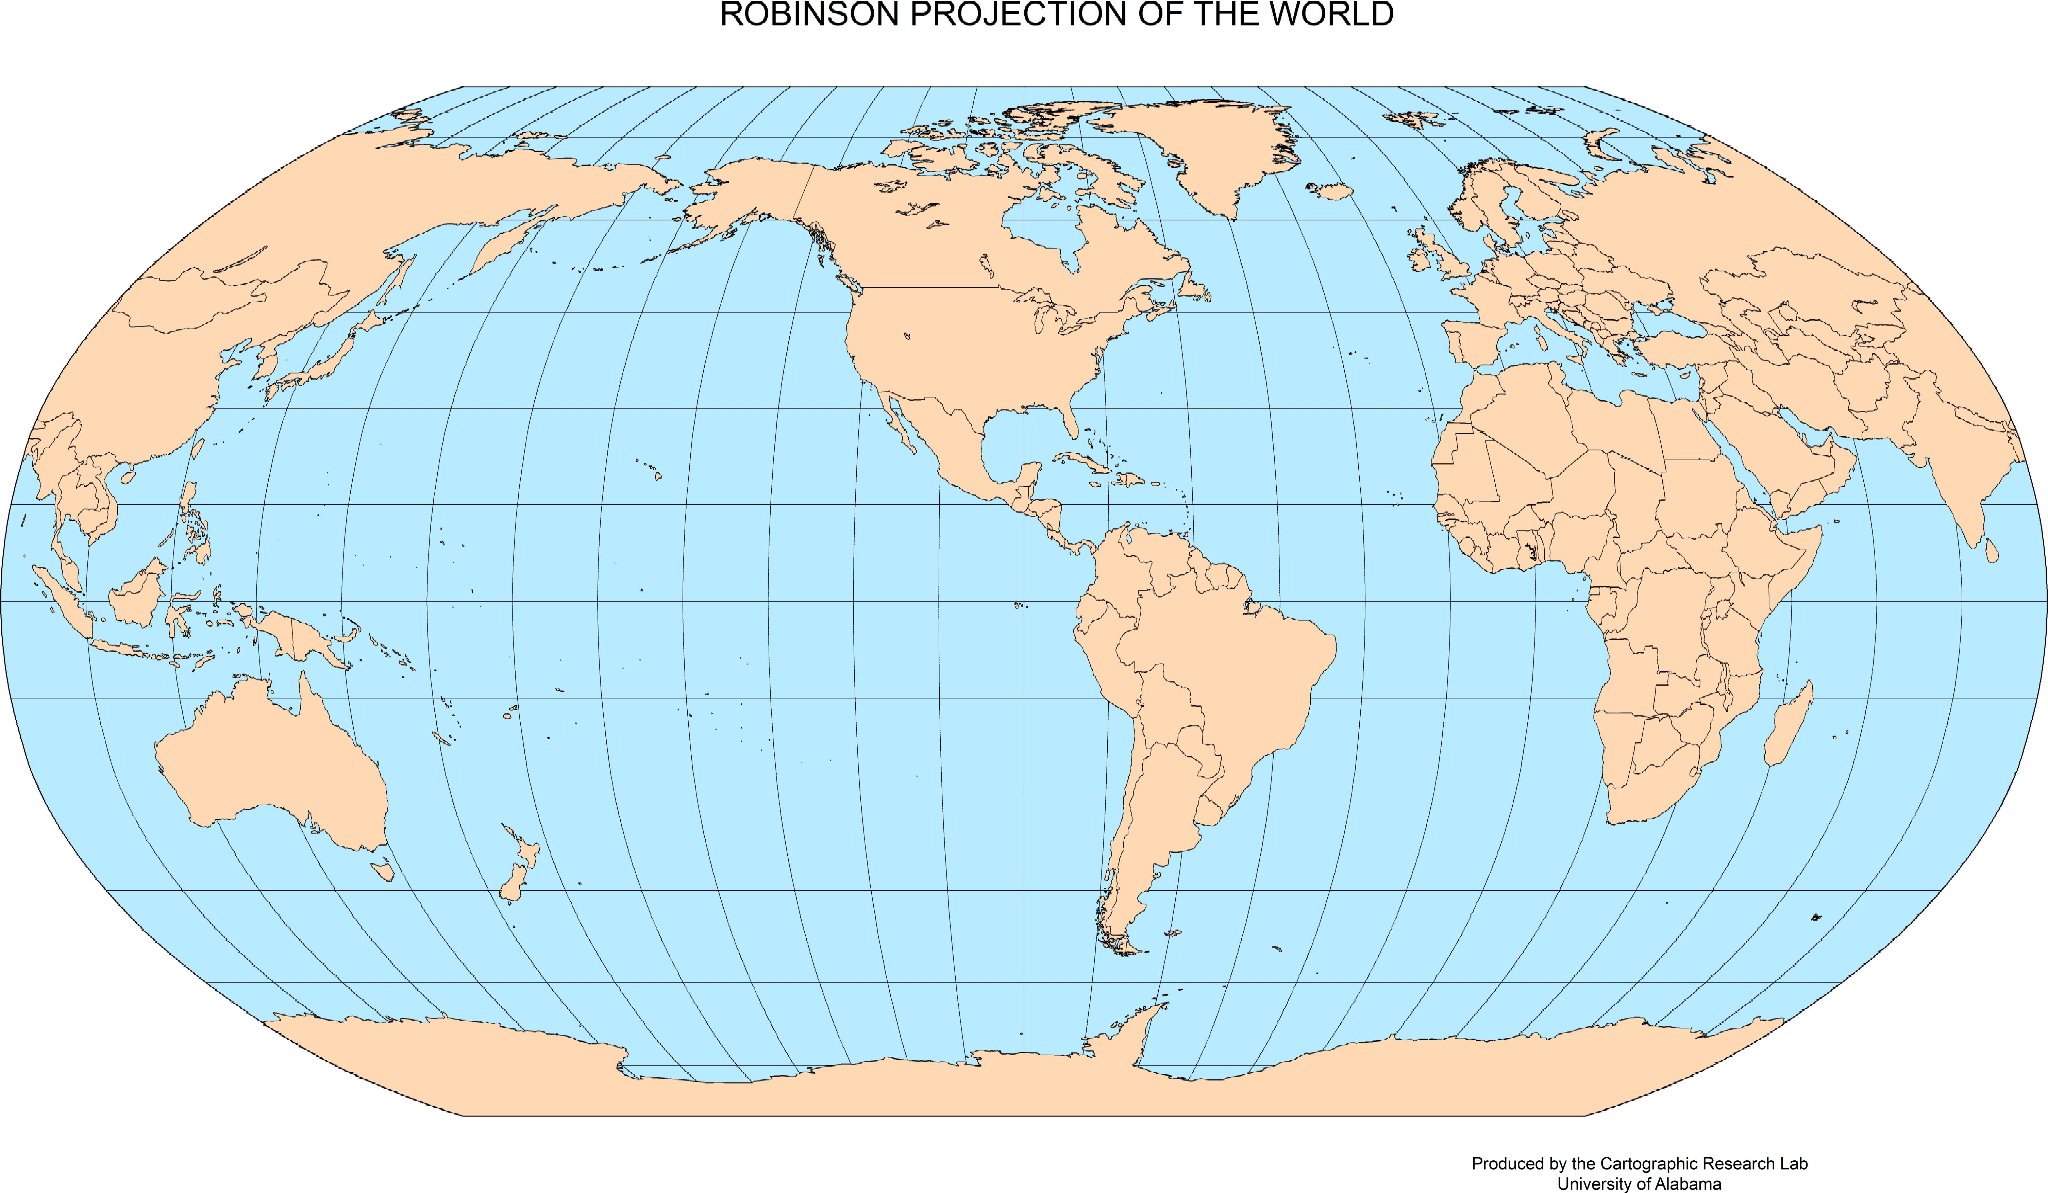 ROBINSON PROJECTION OF THE WORLD
Produced by the Cartographic Research Lab
University of Alabama